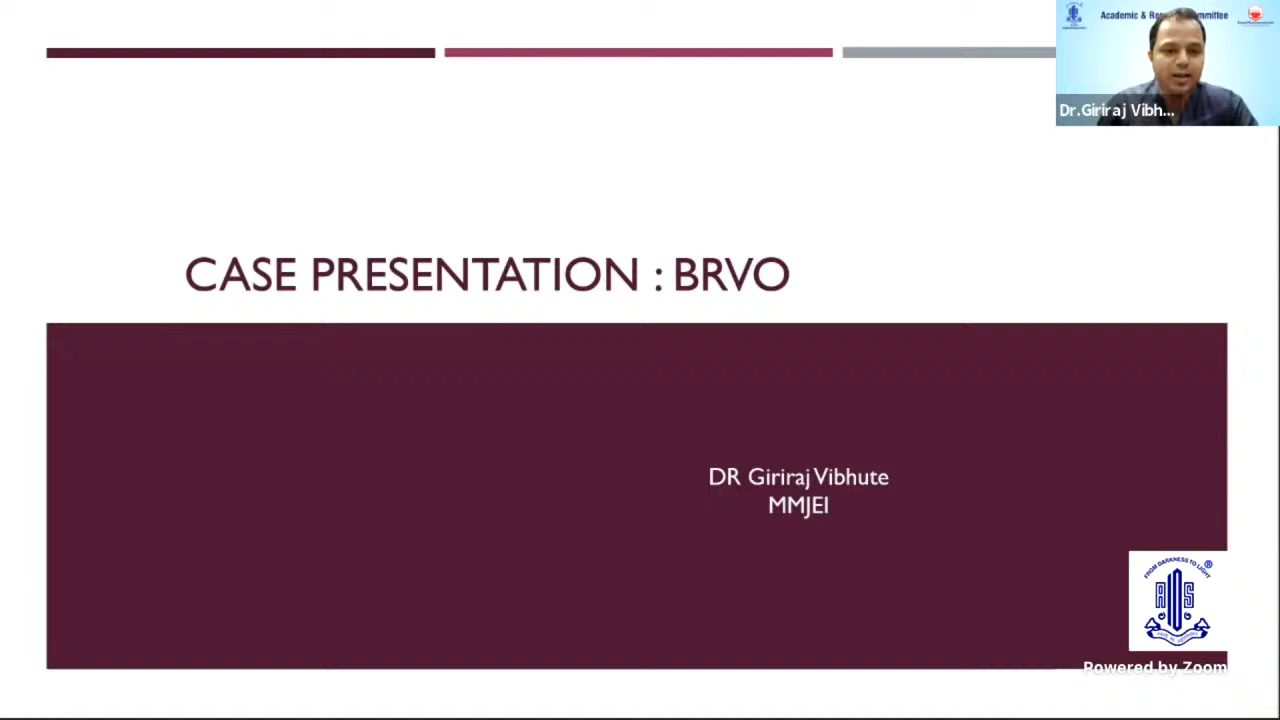 Academic & Re
mmittee
Dr.Giriraj Vibh...
CASE PRESENTATION : BRVO
DR Giriraj Vibhute
MMJEI
FROM DARKNESS TO LIGHT ®
AIOS
Powered by Zoom